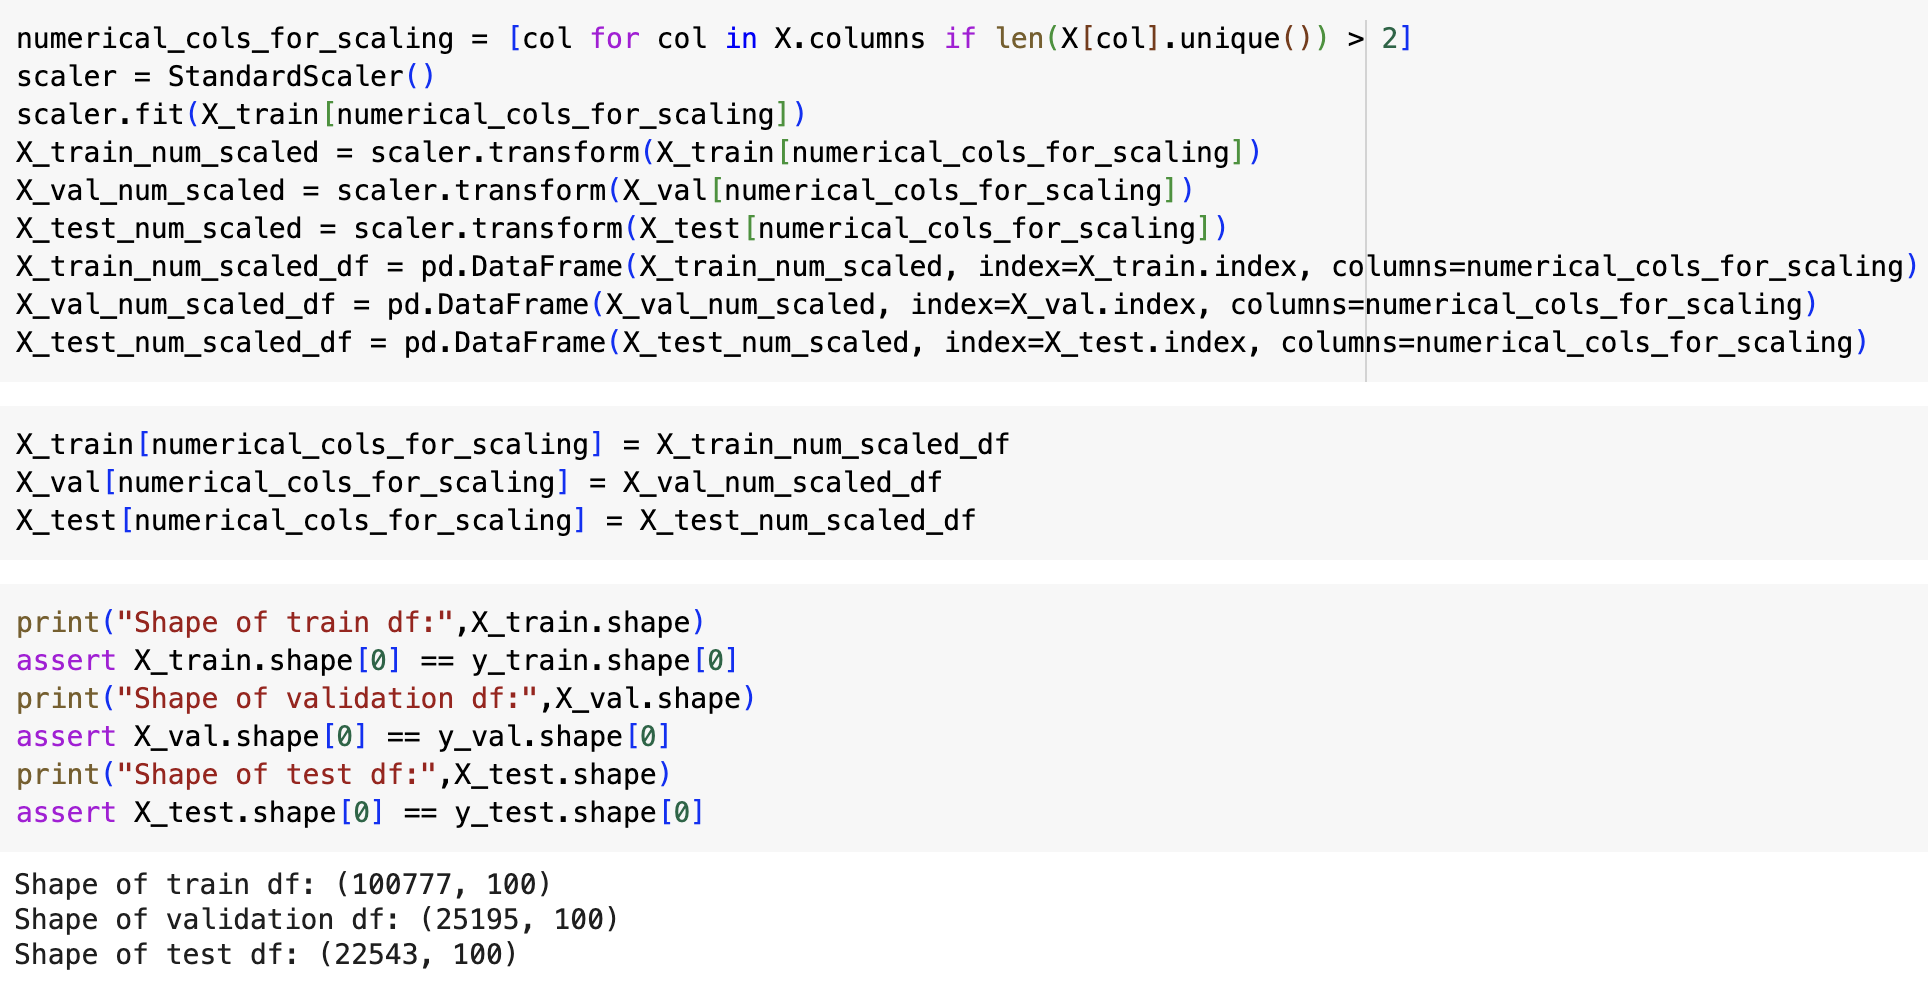 numerical_cols_for_scaling = [col for col in X.columns if len(X[col].unique()) > 2]
scaler = StandardScaler()
scaler.fit(X_train[numerical_cols_for_scaling])
X_train_num_scaled = scaler.transform(X_train[numerical_cols_for_scaling])
X_val_num_scaled = scaler.transform(X_val[numerical_cols_for_scaling])
X_test_num_scaled = scaler.transform(X_test[numerical_cols_for_scaling])
X_train_num_scaled_df = pd.DataFrame(X_train_num_scaled, index=X_train.index, columns=numerical_cols_for_scaling)
X_val_num_scaled_df = pd.DataFrame(X_val_num_scaled, index=X_val.index, columns=numerical_cols_for_scaling)
X_test_num_scaled_df = pd.DataFrame(X_test_num_scaled, index=X_test.index, columns=numerical_cols_for_scaling)
X_train[numerical_cols_for_scaling] = X_train_num_scaled_df
X_val[numerical_cols_for_scaling] = X_val_num_scaled_df
X_test[numerical_cols_for_scaling] = X_test_num_scaled_df
print("Shape of train df:",X_train.shape)
assert X_train.shape[0] == y_train.shape[0]
print("Shape of validation df:",X_val.shape)
assert X_val.shape[0] == y_val.shape[0]
print("Shape of test df:",X_test.shape)
assert X_test.shape[0] == y_test.shape[0]
Shape of train df: (100777, 100)
Shape of validation df: (25195, 100)
Shape of test df: (22543, 100)